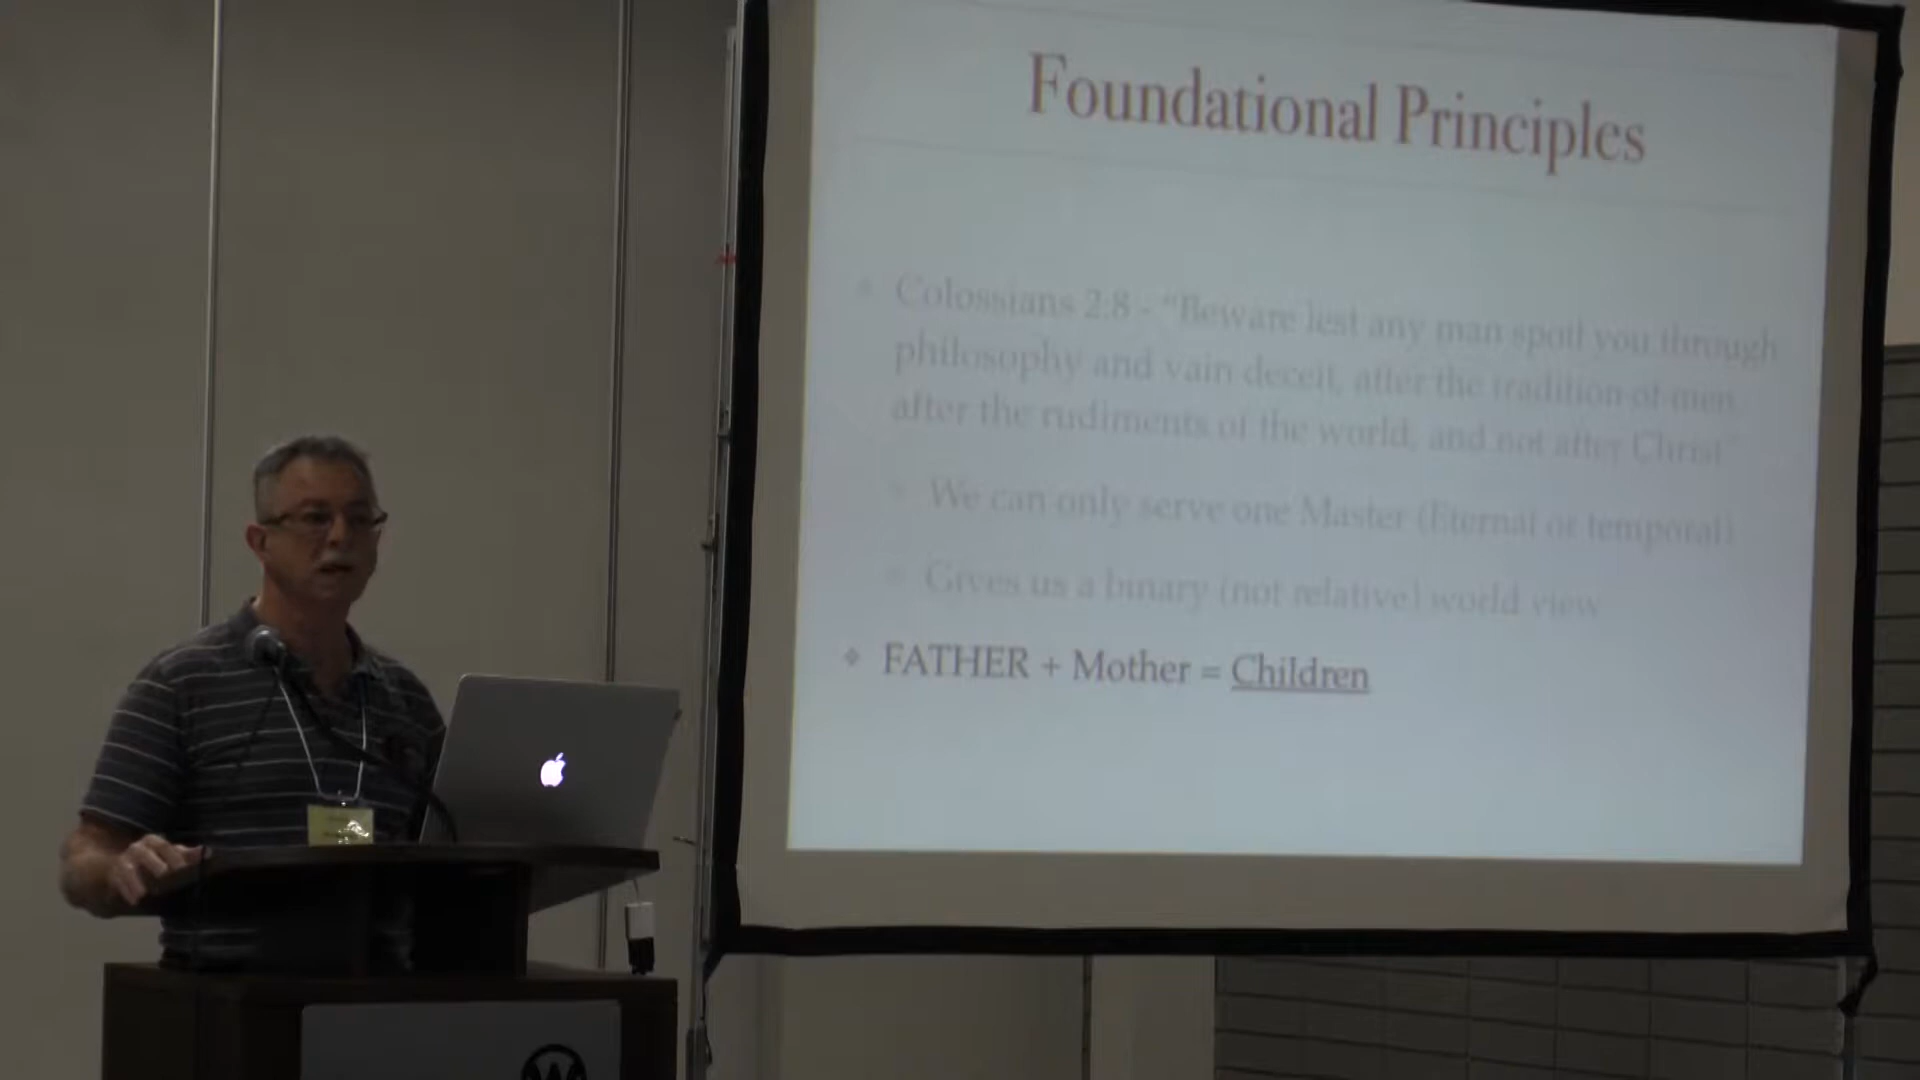 Foundational Principles
Colossians 2:8 - "Beware lest any man spoil you through
philosophy and vain deceit, after the tradition of men,
after the rudiments of the world, and not after Christ"
We can only serve one Master (Eternal or temporal)
Gives us a binary (not relative) world view
FATHER + Mother = Children
W